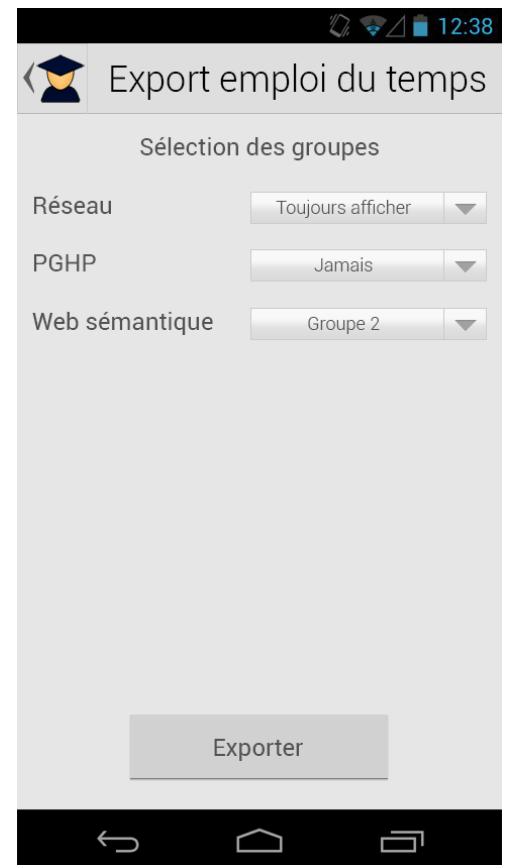 12:38
Export emploi du temps
Sélection des groupes
Réseau Toujours afficher
PGHP Jamais
Web sémantique Groupe 2
Exporter